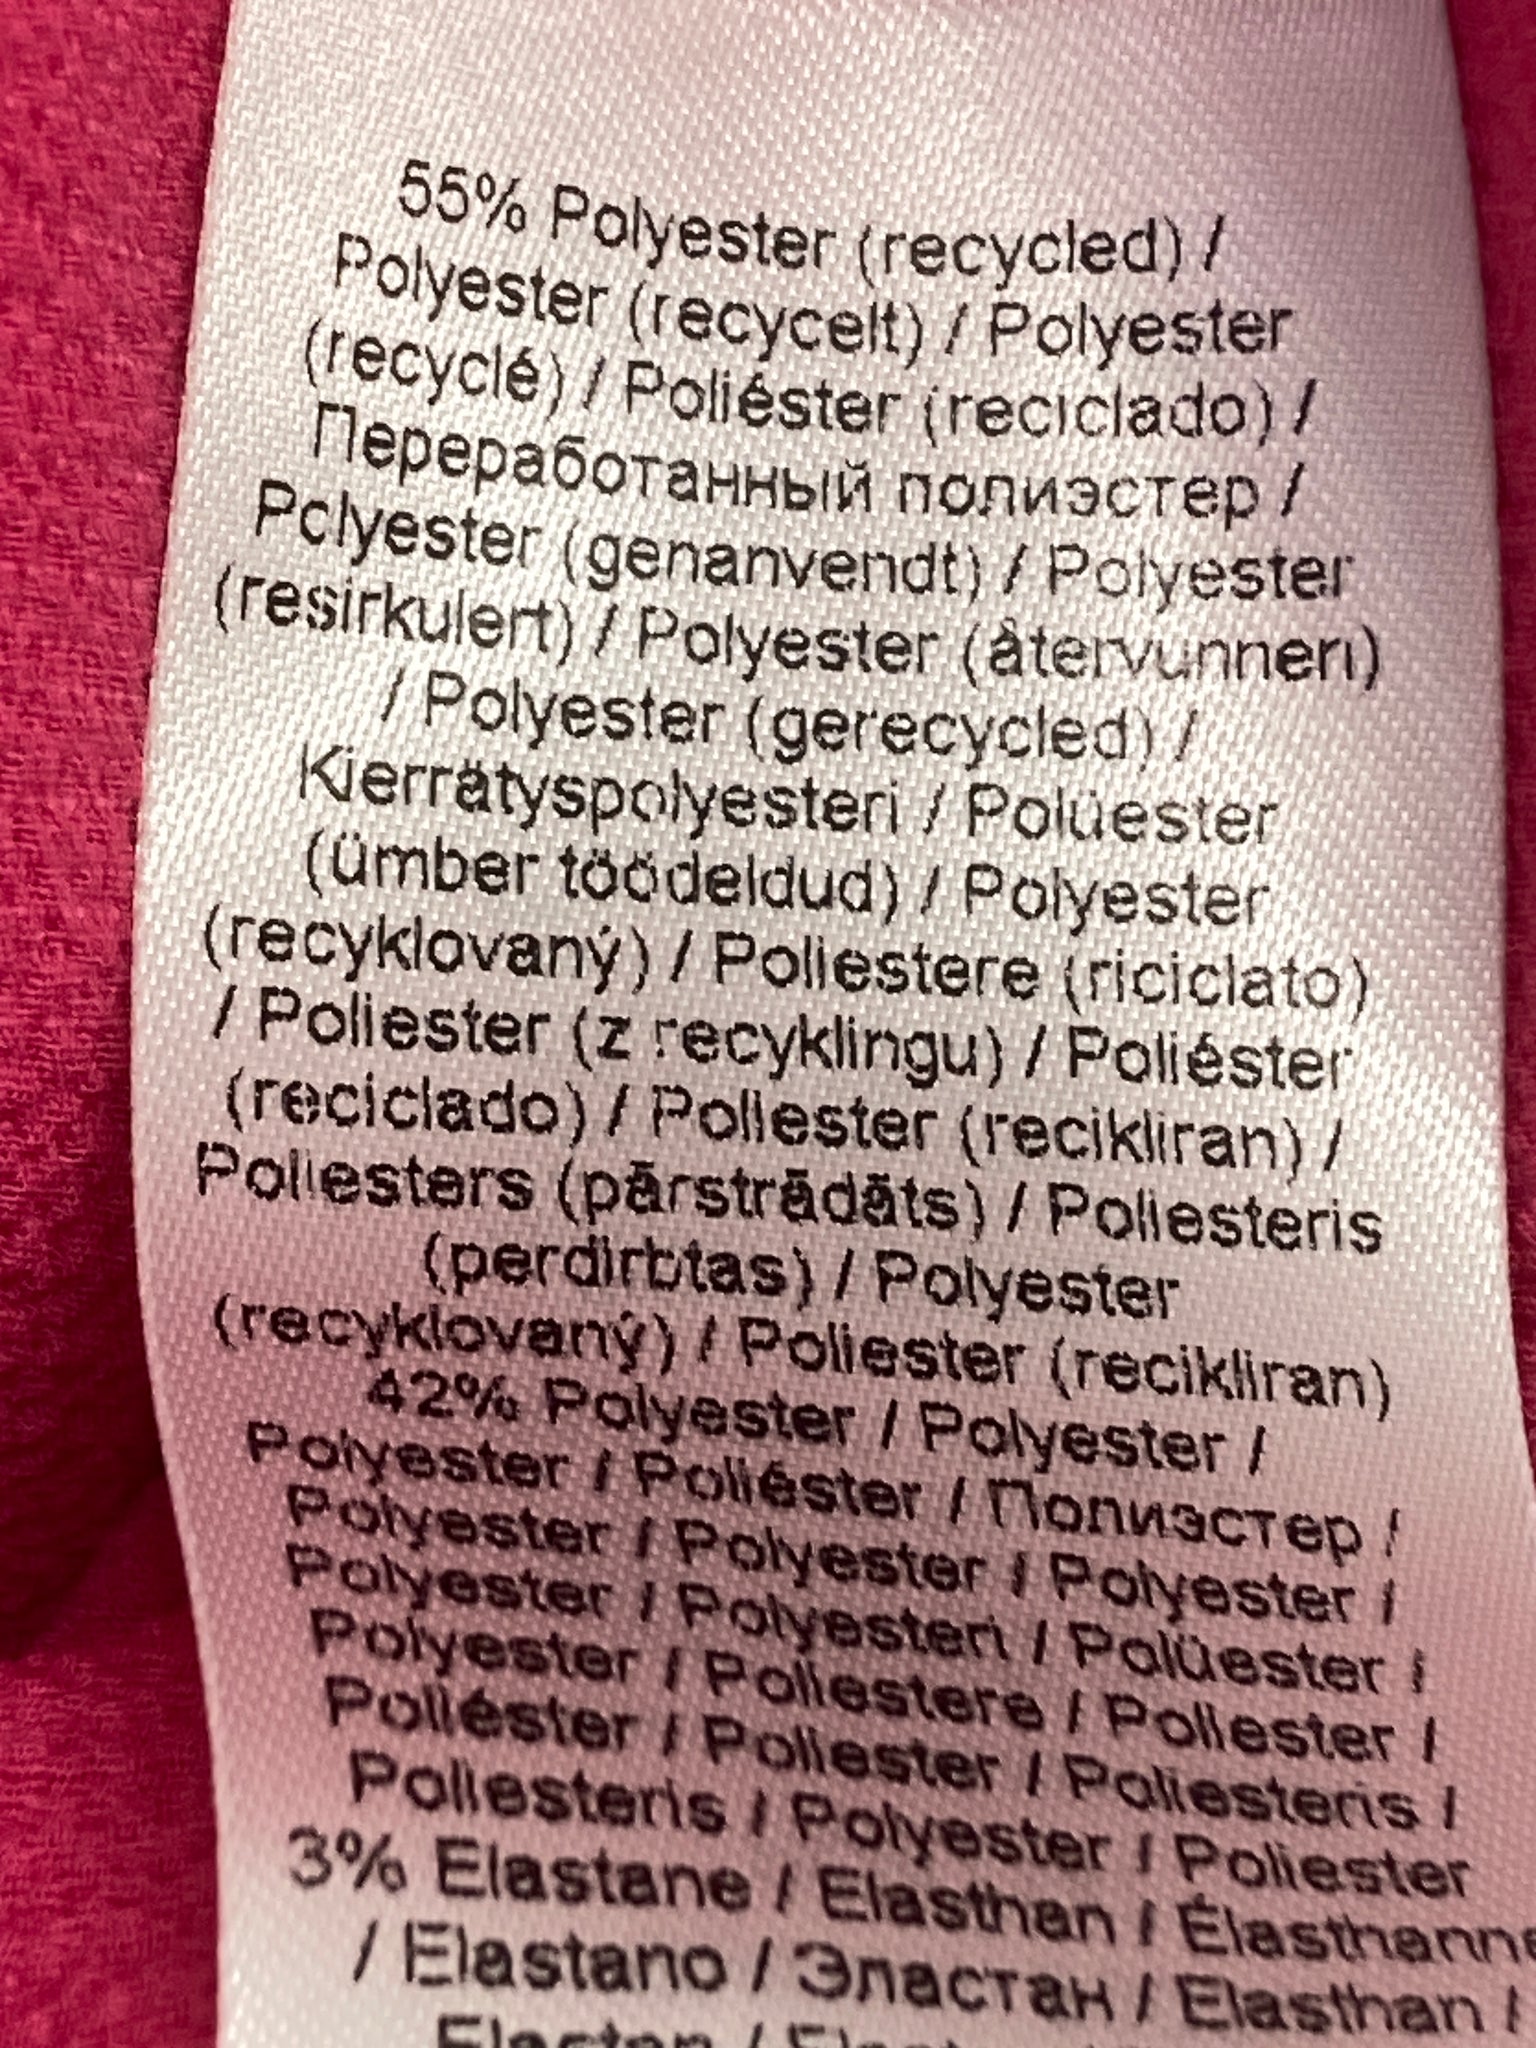 55% Polyester (recycled) /
Polyester (recycelt) / Polyester
(recyclé) / Poliéster (reciclado) /
Переработанный полиэстер /
Polyester (genanvendt) / Polyester
(resirkulert) / Polyester (återvunnen)
/ Polyester (gerecycled) /
Kierrätyspolyesteri / Polüester
(ümber töödeldud) / Polyester
(recyklovaný) / Poliestere (riciclato)
/ Poliester (z recyklingu) / Poliéster
(reciclado) / Poliester (recikliran) /
Poliesters (pārstrādāts) / Poliesteris
(perdirbtas) / Polyester
(recyklovaný) / Poliester (recikliran)
42% Polyester / Polyester /
Polyester / Poliéster / Полиэстер /
Polyester / Polyester / Polyester /
Polyester / Polyesteri / Polüester /
Polyester / Poliestere / Poliester /
Poliéster / Poliester / Poliesteris /
Poliesteris / Polyester / Poliester
3% Elastane / Elasthan / Élasthanne
/ Elastano / Эластан / Elasthan /